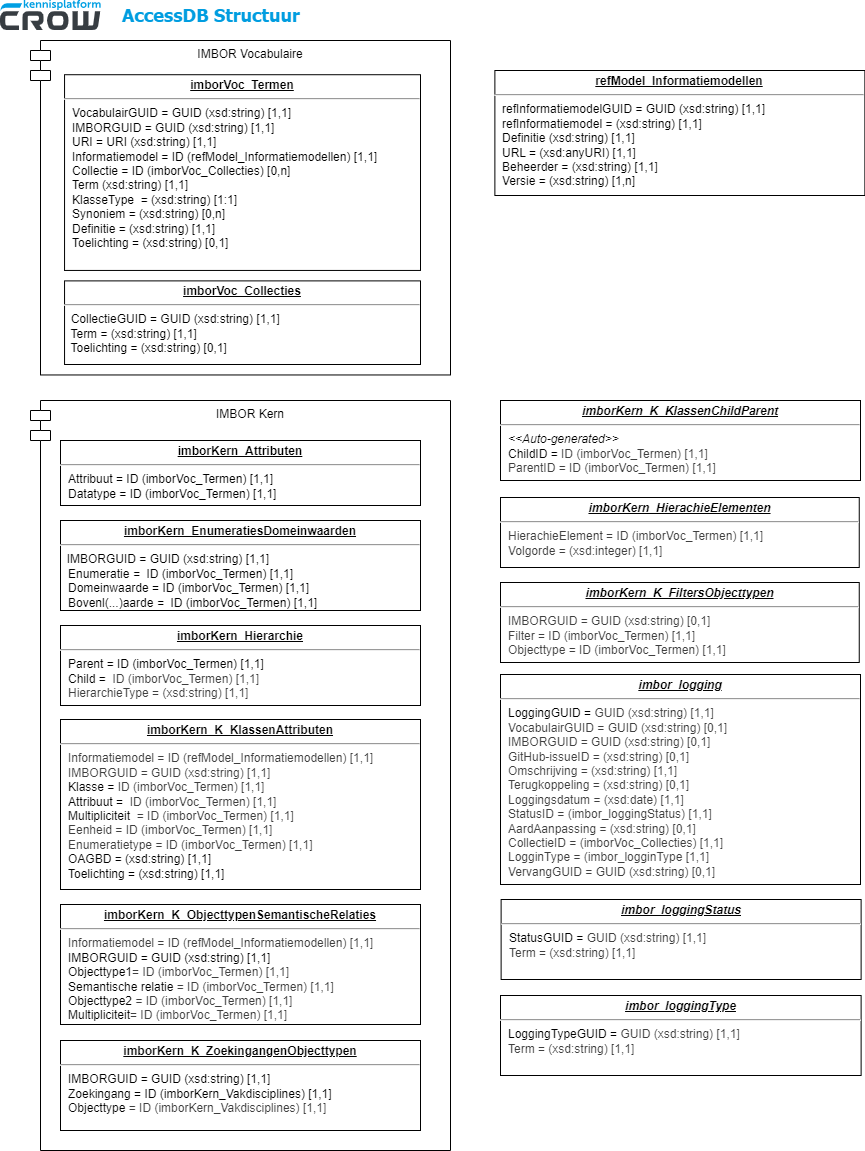 kennisplatform
CROW
AccessDB Structuur
IMBOR Vocabulaire
imborVoc_Termen
VocabulairGUID = GUID (xsd:string) [1,1]
IMBORGUID = GUID (xsd:string) [1,1]
URI = URI (xsd:string) [1,1]
Informatiemodel = ID (refModel_Informatiemodellen) [1,1]
Collectie = ID (imborVoc_Collecties) [0,n]
Term (xsd:string) [1,1]
KlasseType  = (xsd:string) [1:1]
Synoniem = (xsd:string) [0,n]
Definitie = (xsd:string) [1,1]
Toelichting = (xsd:string) [0,1]
imborVoc_Collecties
CollectieGUID = GUID (xsd:string) [1,1]
Term = (xsd:string) [1,1]
Toelichting = (xsd:string) [0,1]
refModel_Informatiemodellen
refInformatiemodelGUID = GUID (xsd:string) [1,1]
refInformatiemodel = (xsd:string) [1,1]
Definitie (xsd:string) [1,1]
URL = (xsd:anyURI) [1,1]
Beheerder = (xsd:string) [1,1]
Versie = (xsd:string) [1,n]
IMBOR Kern
imborKern_Attributen
Attribuut = ID (imborVoc_Termen) [1,1]
Datatype = ID (imborVoc_Termen) [1,1]
imborKern_EnumeratiesDomeinwaarden
IMBORGUID = GUID (xsd:string) [1,1]
Enumeratie =  ID (imborVoc_Termen) [1,1]
Domeinwaarde = ID (imborVoc_Termen) [1,1]
Bovenl(...)aarde =  ID (imborVoc_Termen) [1,1]
imborKern_Hierarchie
Parent = ID (imborVoc_Termen) [1,1]
Child =  ID (imborVoc_Termen) [1,1]
HierarchieType = (xsd:string) [1,1]
imborKern_K_KlassenAttributen
Informatiemodel = ID (refModel_Informatiemodellen) [1,1]
IMBORGUID = GUID (xsd:string) [1,1]
Klasse = ID (imborVoc_Termen) [1,1]
Attribuut =  ID (imborVoc_Termen) [1,1]
Multipliciteit  = ID (imborVoc_Termen) [1,1]
Eenheid = ID (imborVoc_Termen) [1,1]
Enumeratietype = ID (imborVoc_Termen) [1,1]
OAGBD = (xsd:string) [1,1]
Toelichting = (xsd:string) [1,1]
imborKern_K_ObjecttypenSemantischeRelaties
Informatiemodel = ID (refModel_Informatiemodellen) [1,1]
IMBORGUID = GUID (xsd:string) [1,1]
Objecttype1= ID (imborVoc_Termen) [1,1]
Semantische relatie = ID (imborVoc_Termen) [1,1]
Objecttype2 = ID (imborVoc_Termen) [1,1]
Multipliciteit= ID (imborVoc_Termen) [1,1]
imborKern_K_ZoekingangenObjecttypen
IMBORGUID = GUID (xsd:string) [1,1]
Zoekingang = ID (imborKern_Vakdisciplines) [1,1]
Objecttype = ID (imborKern_Vakdisciplines) [1,1]
imborKern_K_KlassenChildParent
<<Auto-generated>>
ChildID = ID (imborVoc_Termen) [1,1]
ParentID = ID (imborVoc_Termen) [1,1]
imborKern_HierachieElementen
HierachieElement = ID (imborVoc_Termen) [1,1]
Volgorde = (xsd:integer) [1,1]
imborKern_K_FiltersObjecttypen
IMBORGUID = GUID (xsd:string) [0,1]
Filter = ID (imborVoc_Termen) [1,1]
Objecttype = ID (imborVoc_Termen) [1,1]
imbor_logging
LoggingGUID = GUID (xsd:string) [1,1]
VocabulairGUID = GUID (xsd:string) [0,1]
IMBORGUID = GUID (xsd:string) [0,1]
GitHub-issueID = (xsd:string) [0,1]
Omschrijving = (xsd:string) [1,1]
Terugkoppeling = (xsd:string) [0,1]
Loggingsdatum = (xsd:date) [1,1]
StatusID = (imbor_loggingStatus) [1,1]
AardAanpassing = (xsd:string) [0,1]
CollectieID = (imborVoc_Collecties) [1,1]
LogginType = (imbor_logginType [1,1]
VervangGUID = GUID (xsd:string) [0,1]
imbor_loggingStatus
StatusGUID = GUID (xsd:string) [1,1]
Term = (xsd:string) [1,1]
imbor_loggingType
LoggingTypeGUID = GUID (xsd:string) [1,1]
Term = (xsd:string) [1,1]